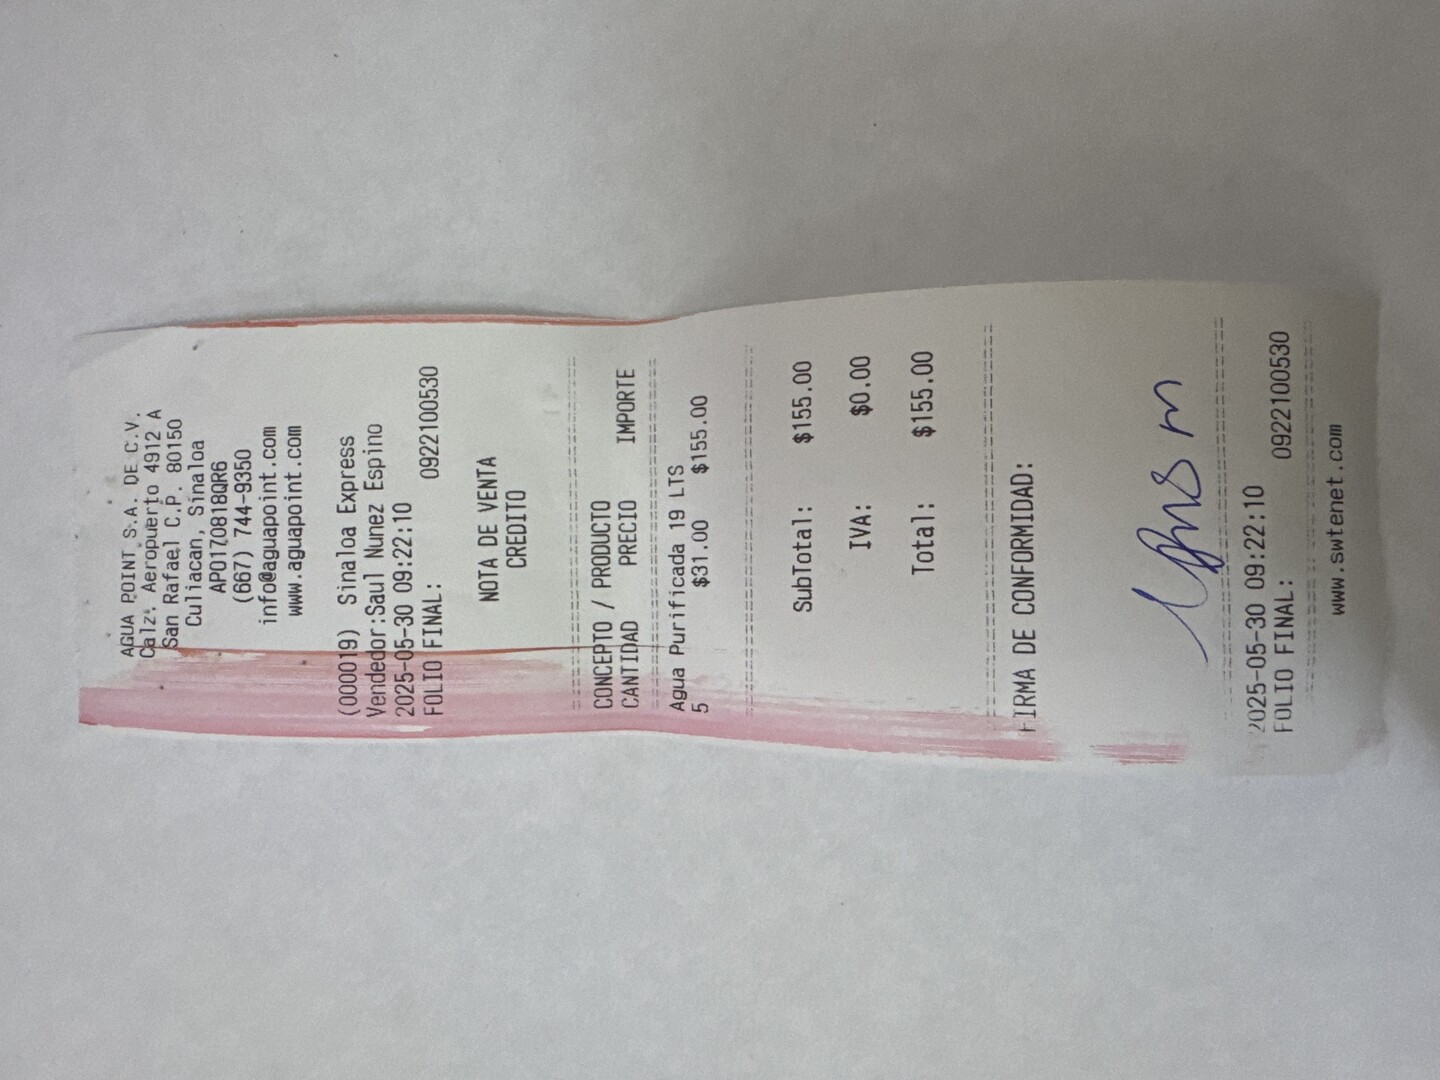 AGUA POINT S.A. DE C.V.
Calz. Aeropuerto 4912 A
San Rafael C.P. 80150
Culiacan, Sinaloa
APO170818QR6
(667) 744-9350
info@aguapoint.com
www.aguapoint.com
(000019) Sinaloa Express
Vendedor:Saul Nunez Espino
2025-05-30 09:22:10
FOLIO FINAL: 0922100530
NOTA DE VENTA
CREDITO
CONCEPTO / PRODUCTO
CANTIDAD PRECIO IMPORTE
Agua Purificada 19 LTS
5 $31.00 $155.00
SubTotal: $155.00
IVA: $0.00
Total: $155.00
FIRMA DE CONFORMIDAD:
2025-05-30 09:22:10
FOLIO FINAL: 0922100530
www.swtenet.com